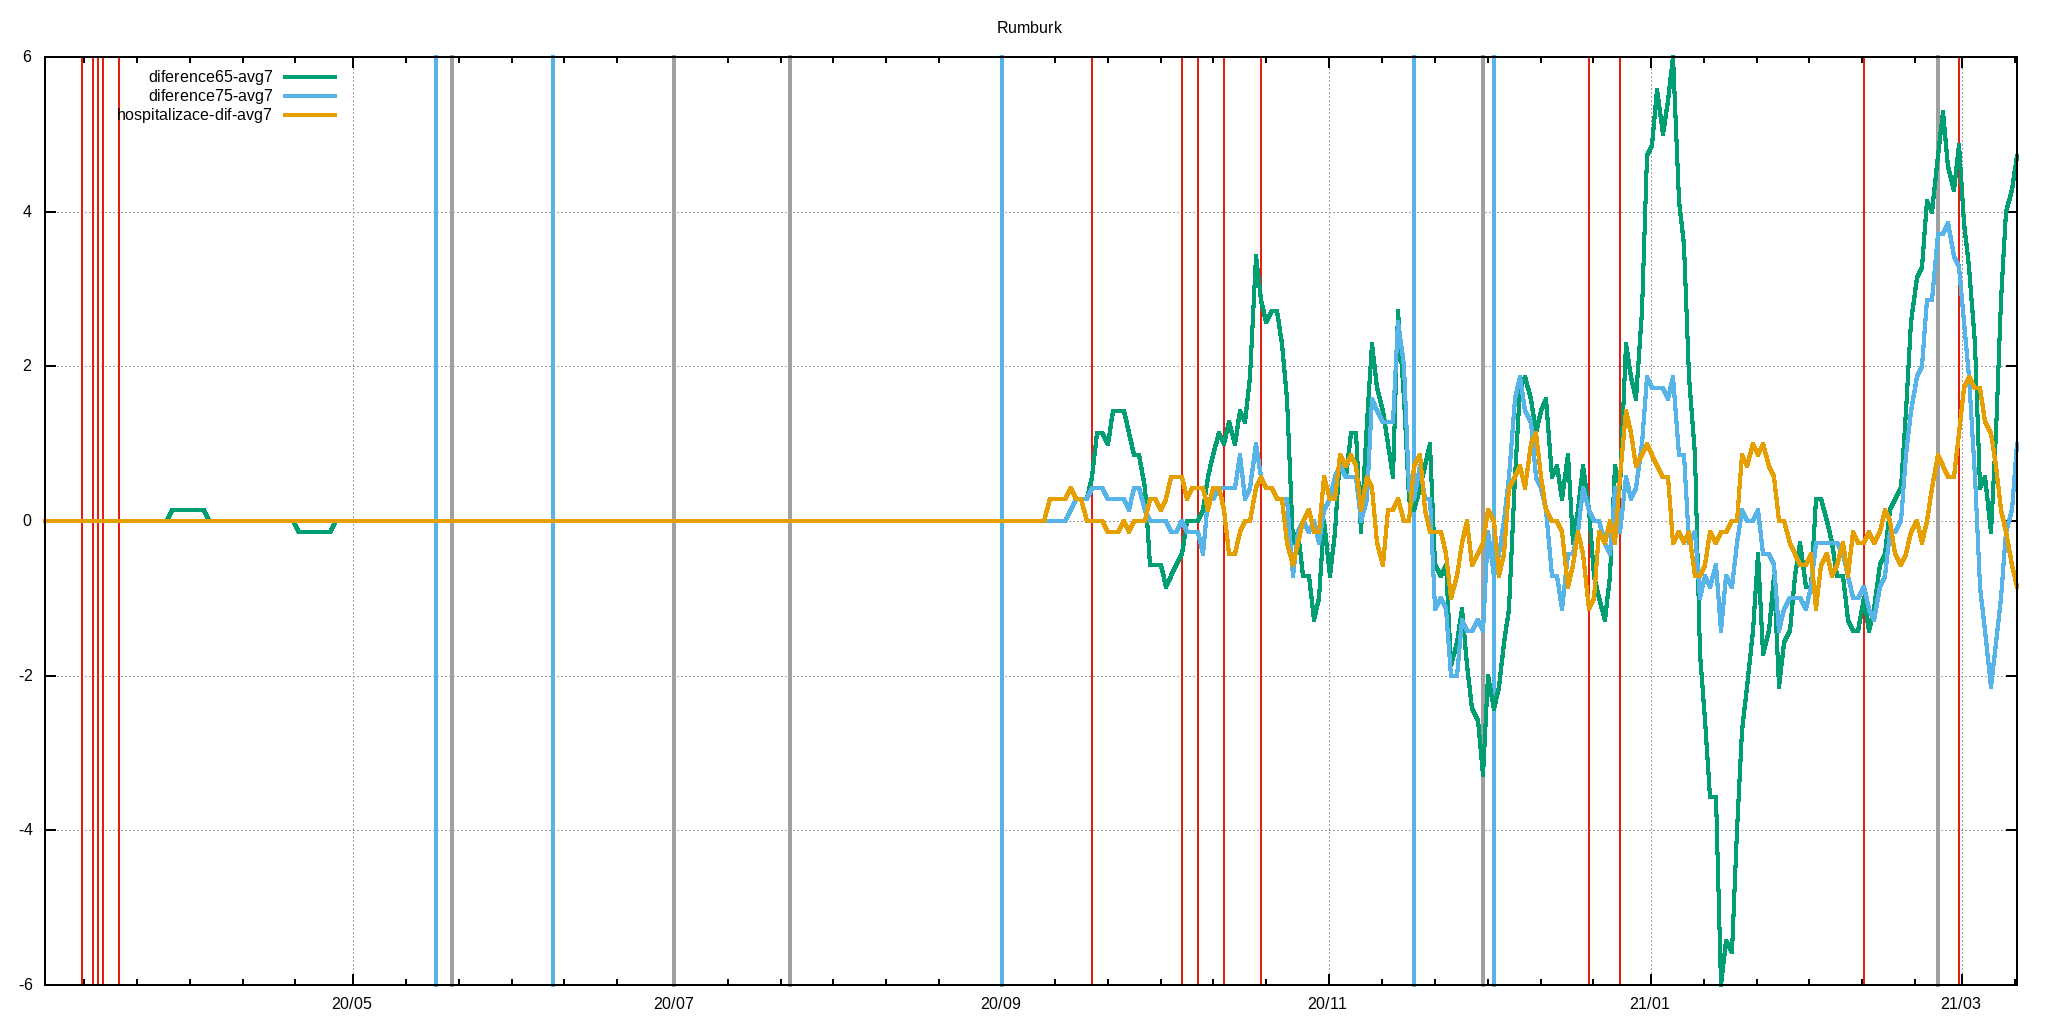 Rumburk
6
diference65-avg7
diference75-avg7
hospitalizace-dif-avg7
4
2
0
-2
-4
-6
20/05 20/07 20/09 20/11 21/01 21/03